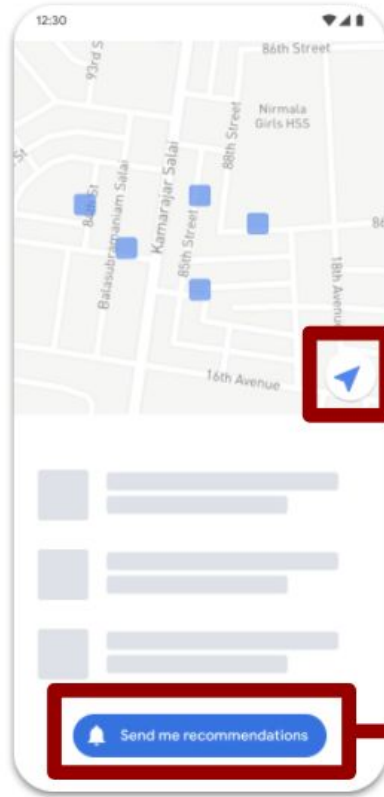 12:30
86th Street
93rd S
Nirmala
Girls HSS
88th Street
Kamarajar Salai
84th St
Balasubramaniam Salai
85th Street
86
18th Avenue
16th Avenue
Send me recommendations